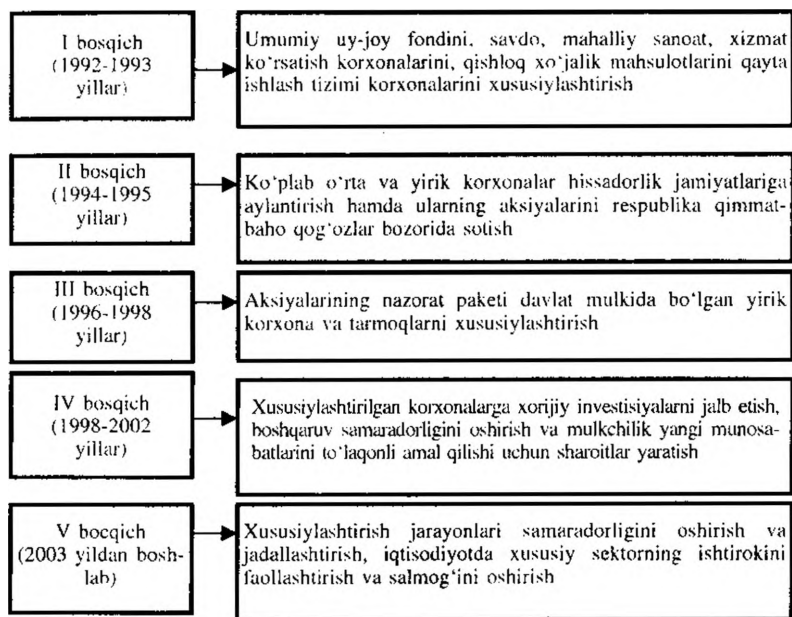 I bosqich
(1992-1993
yillar)
Umumiy uy-joy fondini, savdo, mahalliy sanoat, xizmat
ko‘rsatish korxonalarini, qishloq xo‘jalik mahsulotlarini qayta
ishlash tizimi korxonalarini xususiylashtirish
II bosqich
(1994-1995
yillar)
Ko‘plab o‘rta va yirik korxonalar hissadorlik jamiyatlariga
aylantirish hamda ularning aksiyalarini respublika qimmat-
baho qog‘ozlar bozorida sotish
III bosqich
(1996-1998
yillar)
Aksiyalarining nazorat paketi davlat mulkida bo‘lgan yirik
korxona va tarmoqlarni xususiylashtirish
IV bosqich
(1998-2002
yillar)
Xususiylashtirilgan korxonalarga xorijiy investisiyalarni jalb etish,
boshqaruv samaradorligini oshirish va mulkchilik yangi munosa-
batlarini to‘laqonli amal qilishi uchun sharoitlar yaratish
V bocqich
(2003 yildan bosh-
lab)
Xususiylashtirish jarayonlari samaradorligini oshirish va
jadallashtirish, iqtisodiyotda xususiy sektorning ishtirokini
faollashtirish va salmog‘ini oshirish